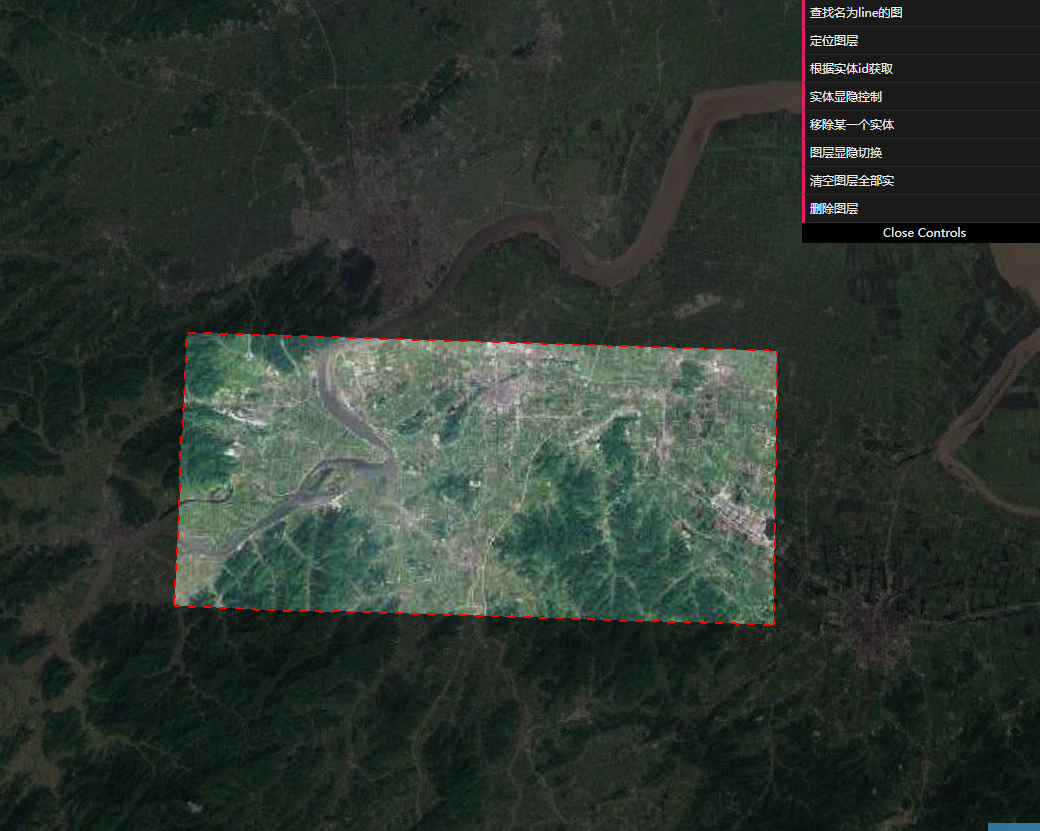 查找名为line的图
定位图层
根据实体id获取
实体显隐控制
移除某一个实体
图层显隐切换
清空图层全部实
删除图层
Close Controls